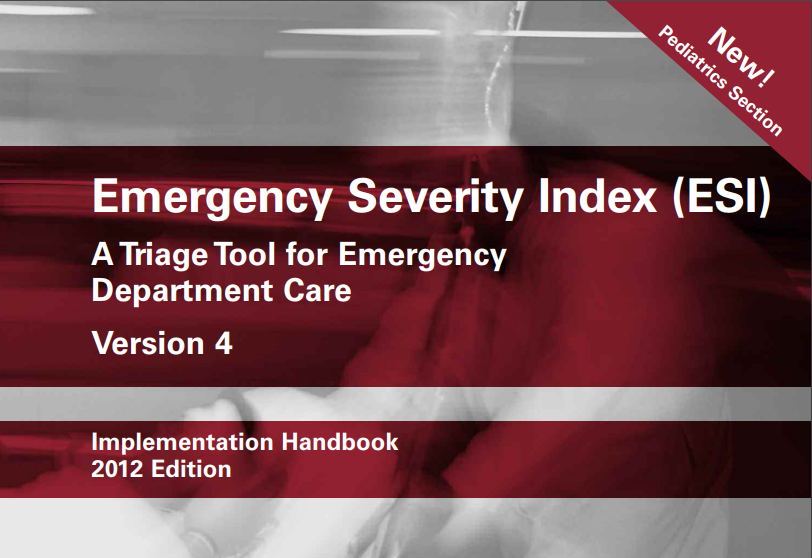 New!
Pediatrics Section
Emergency Severity Index (ESI)
A Triage Tool for Emergency
Department Care
Version 4
Implementation Handbook
2012 Edition